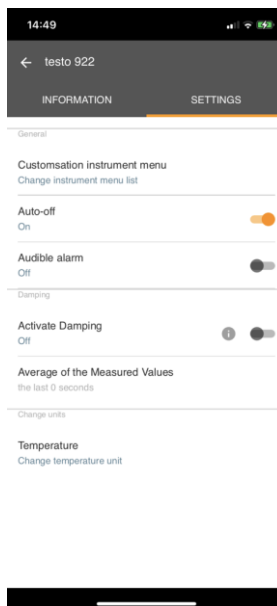 14:49
testo 922
INFORMATION
SETTINGS
General
Customsation instrument menu
Change instrument menu list
Auto-off
On
Audible alarm
Off
Damping
Activate Damping
Off
Average of the Measured Values
the last 0 seconds
Change units
Temperature
Change temperature unit